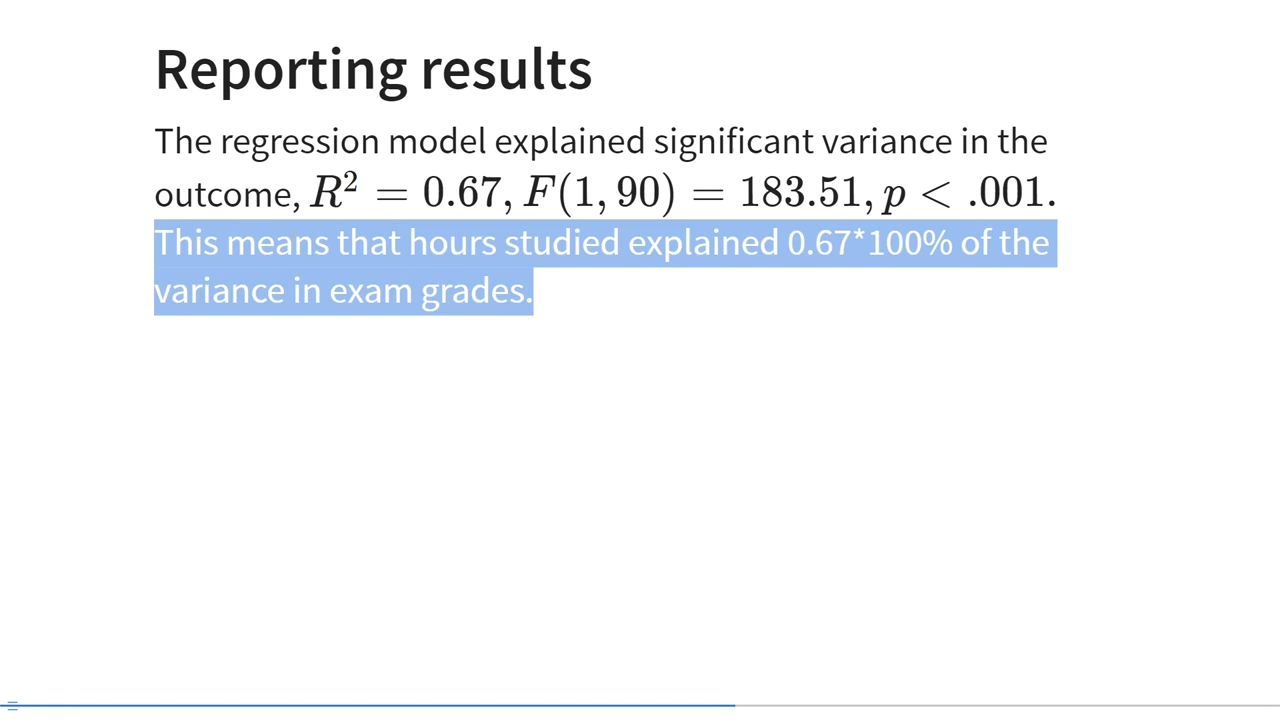 Reporting results
The regression model explained significant variance in the
outcome, R² = 0.67, F(1, 90) = 183.51, p < .001.
This means that hours studied explained 0.67*100% of the
variance in exam grades.